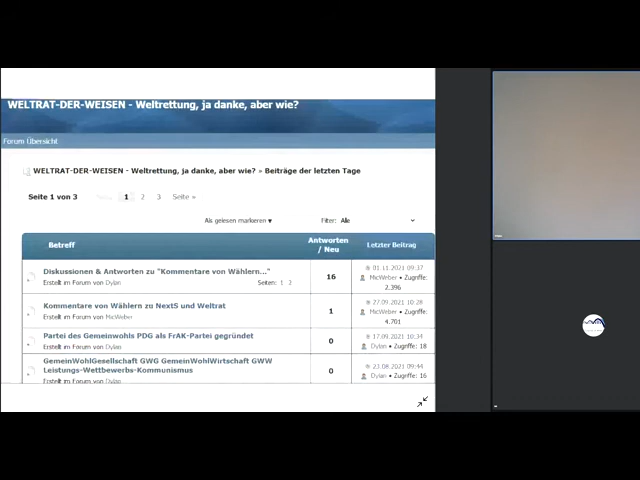 WELTRAT-DER-WEISEN - Weltrettung, ja danke, aber wie?
Forum Übersicht
WELTRAT-DER-WEISEN - Weltrettung, ja danke, aber wie? » Beiträge der letzten Tage
Seite 1 von 3
1 2 3 Seite »
Als gelesen markieren ▼
Filter: Alle
Betreff
Antworten / Neu
Letzter Beitrag
Diskussionen & Antworten zu "Kommentare von Wählern..."
Erstellt im Forum von Dylan
Seiten: 1 2
16
01.11.2021 09:37
MicWeber • Zugriffe:
2.396
Kommentare von Wählern zu NextS und Weltrat
Erstellt im Forum von MicWeber
1
27.09.2021 10:28
MicWeber • Zugriffe:
4.701
Partei des Gemeinwohls PDG als FrAK-Partei gegründet
Erstellt im Forum von Dylan
0
17.09.2021 10:34
Dylan • Zugriffe: 18
GemeinWohlGesellschaft GWG GemeinWohlWirtschaft GWW
Leistungs-Wettbewerbs-Kommunismus
Erstellt im Forum von Dylan
0
23.08.2021 09:44
Dylan • Zugriffe: 16